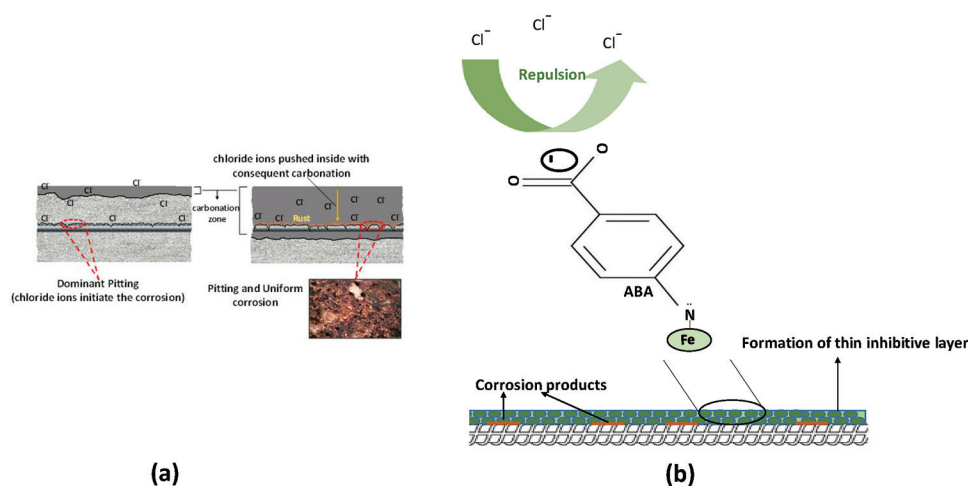 Cl⁻
Cl⁻
Cl⁻
Repulsion
chloride ions pushed inside with
consequent carbonation
Cl⁻
Cl⁻
Cl⁻
Cl⁻
Cl⁻
carbonation
zone
Cl⁻
Cl⁻
Cl⁻
Cl⁻
Cl⁻
Cl⁻
Cl⁻
Rust
Cl⁻
Cl⁻
Cl⁻
Cl⁻
Dominant Pitting
(chloride ions initiate the corrosion)
Pitting and Uniform
corrosion
O
O
-
ABA
N
Fe
Formation of thin inhibitive layer
Corrosion products
(a)
(b)